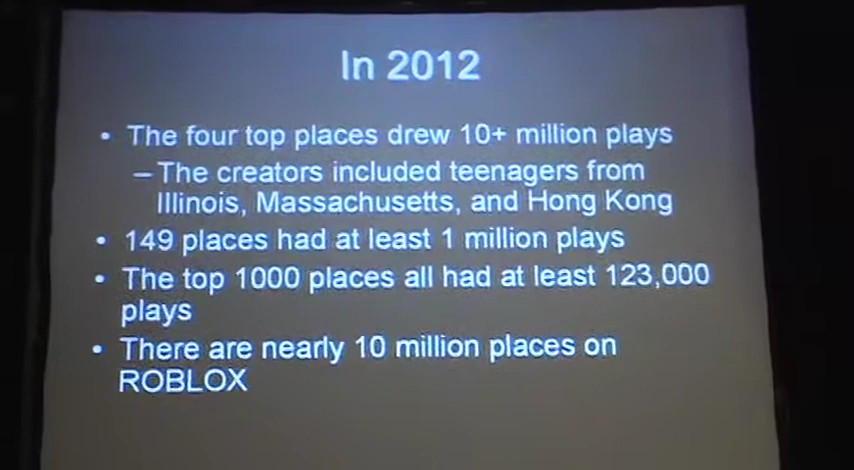 In 2012
• The four top places drew 10+ million plays
– The creators included teenagers from
Illinois, Massachusetts, and Hong Kong
• 149 places had at least 1 million plays
• The top 1000 places all had at least 123,000
plays
• There are nearly 10 million places on
ROBLOX